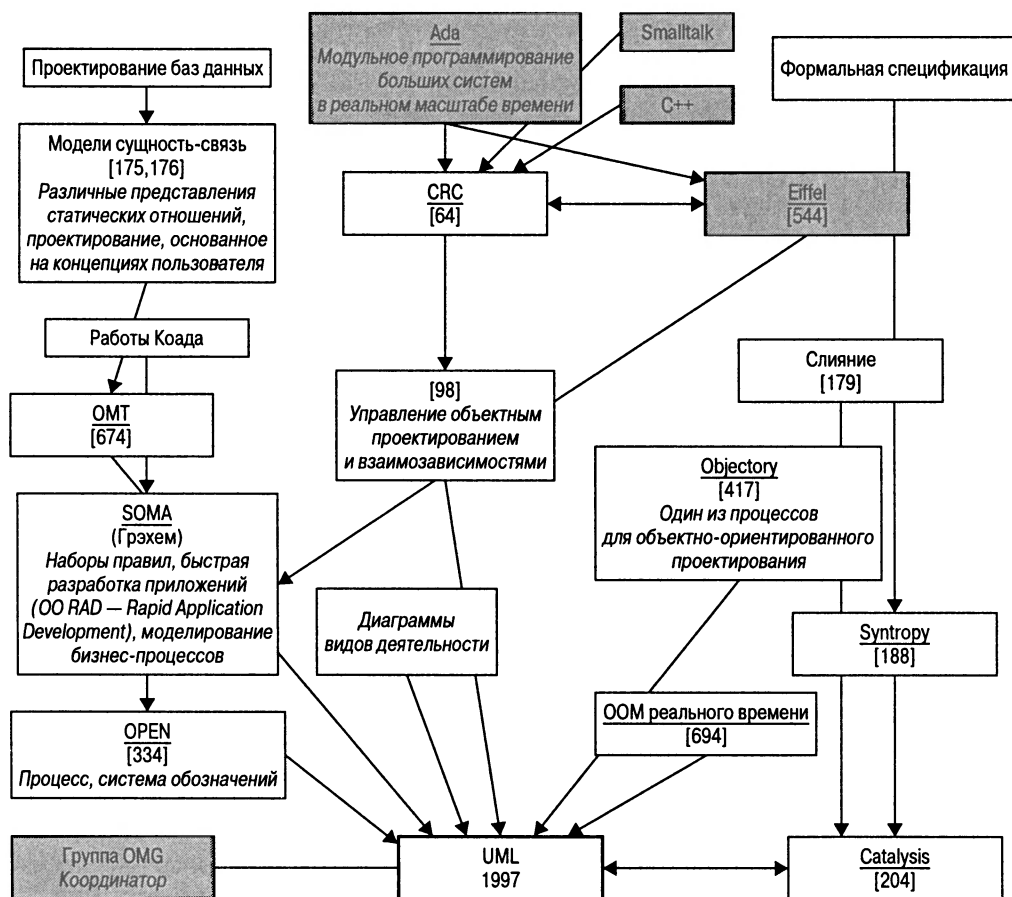 Ada
Модульное программирование
больших систем
в реальном масштабе времени
Smalltalk
C++
Проектирование баз данных
Формальная спецификация
Модели сущность-связь
[175,176]
Различные представления
статических отношений,
проектирование, основанное
на концепциях пользователя
CRC
[64]
Eiffel
[544]
Работы Коада
OMT
[674]
[98]
Управление объектным
проектированием
и взаимозависимостями
Слияние
[179]
Objectory
[417]
Один из процессов
для объектно-ориентированного
проектирования
SOMA
(Грэхем)
Наборы правил, быстрая
разработка приложений
(OO RAD — Rapid Application
Development), моделирование
бизнес-процессов
Диаграммы
видов деятельности
Syntropy
[188]
OPEN
[334]
Процесс, система обозначений
ООМ реального времени
[694]
Группа OMG
Координатор
UML
1997
Catalysis
[204]